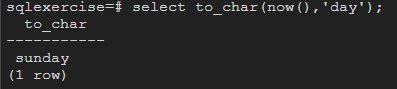 sqlexercise=# select to_char(now(),'day');
  to_char
-----------
 sunday
(1 row)